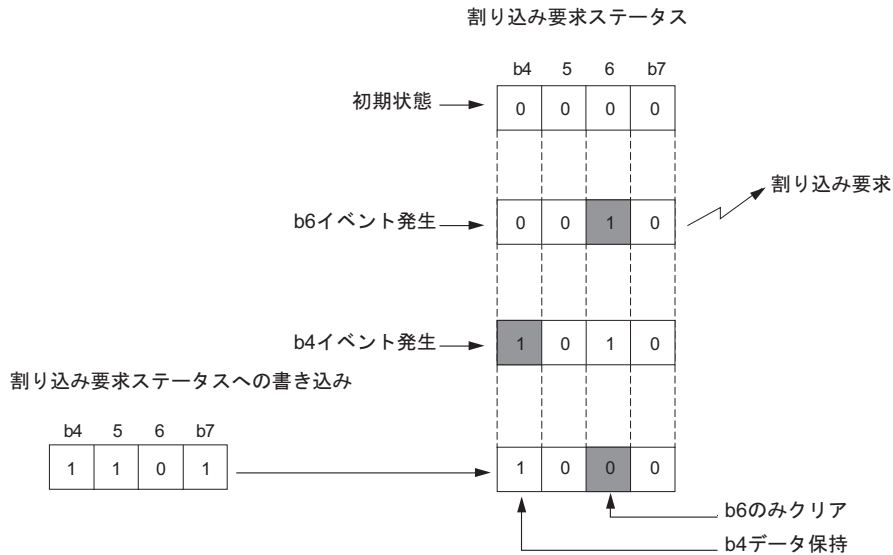 割り込み要求ステータス
b4 5 6 b7
初期状態
0 0 0 0
割り込み要求
b6イベント発生
0 0 1 0
b4イベント発生
1 0 1 0
割り込み要求ステータスへの書き込み
b4 5 6 b7
1 1 0 1
1 0 0 0
b6のみクリア
b4データ保持